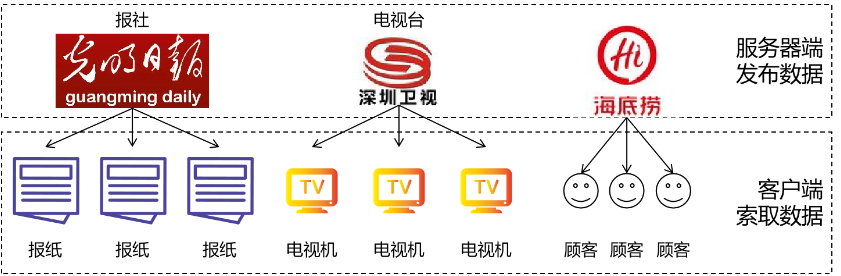 报社
电视台
光明日报
guangming daily
深圳卫视
Hi
海底捞
服务器端
发布数据
TV
TV
TV
客户端
索取数据
报纸
报纸
报纸
电视机
电视机
电视机
顾客
顾客
顾客